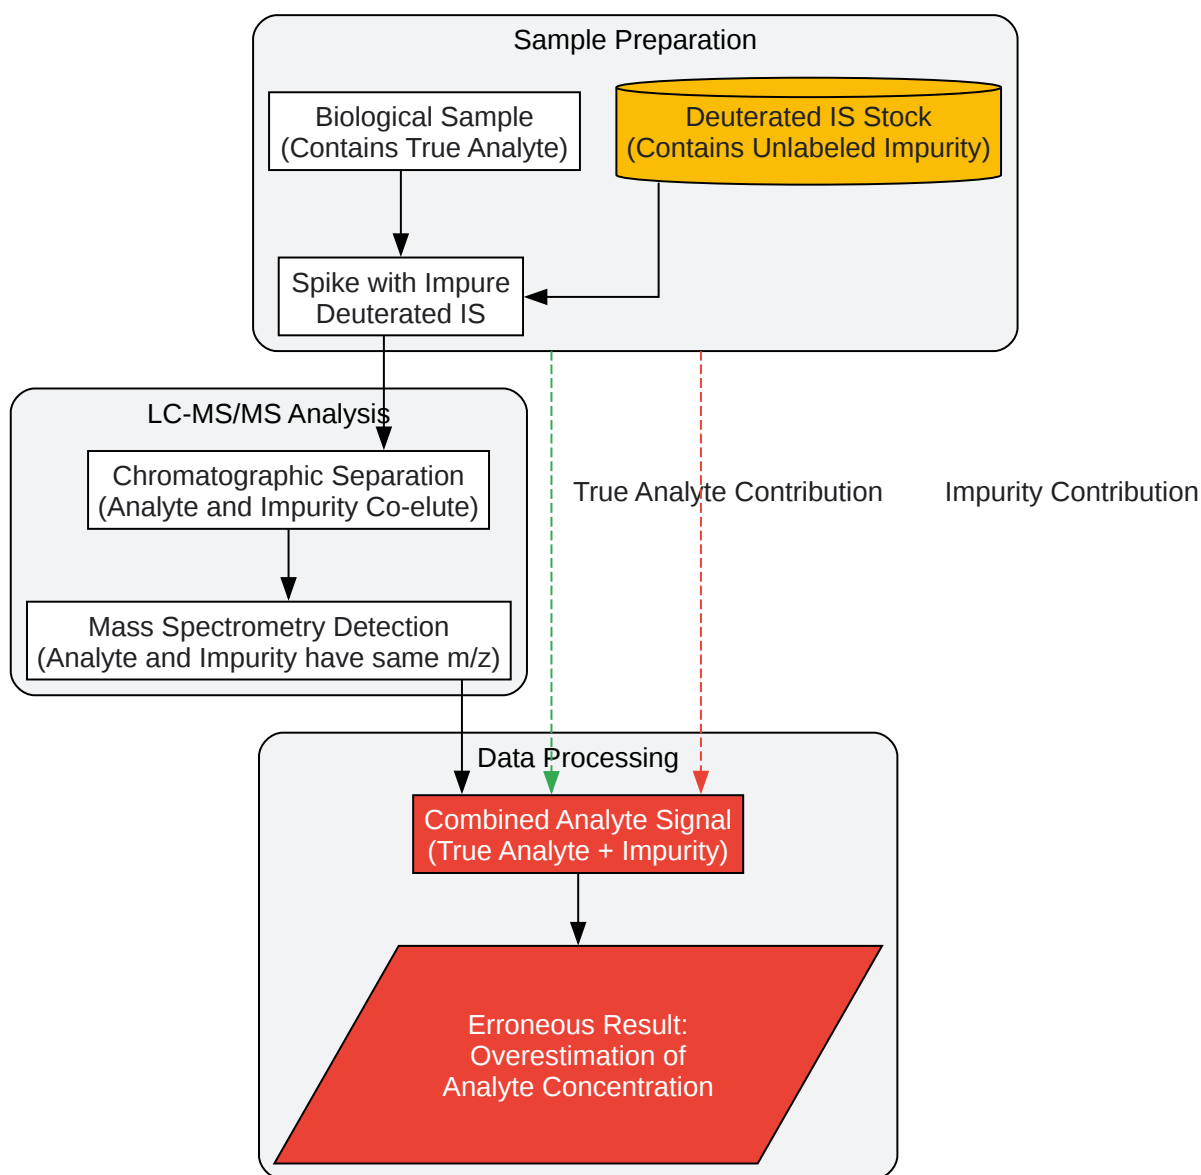 Sample Preparation
Biological Sample
(Contains True Analyte)
Deuterated IS Stock
(Contains Unlabeled Impurity)
Spike with Impure
Deuterated IS
LC-MS/MS Analysis
Chromatographic Separation
(Analyte and Impurity Co-elute)
True Analyte Contribution
Impurity Contribution
Mass Spectrometry Detection
(Analyte and Impurity have same m/z)
Data Processing
Combined Analyte Signal
(True Analyte + Impurity)
Erroneous Result:
Overestimation of
Analyte Concentration